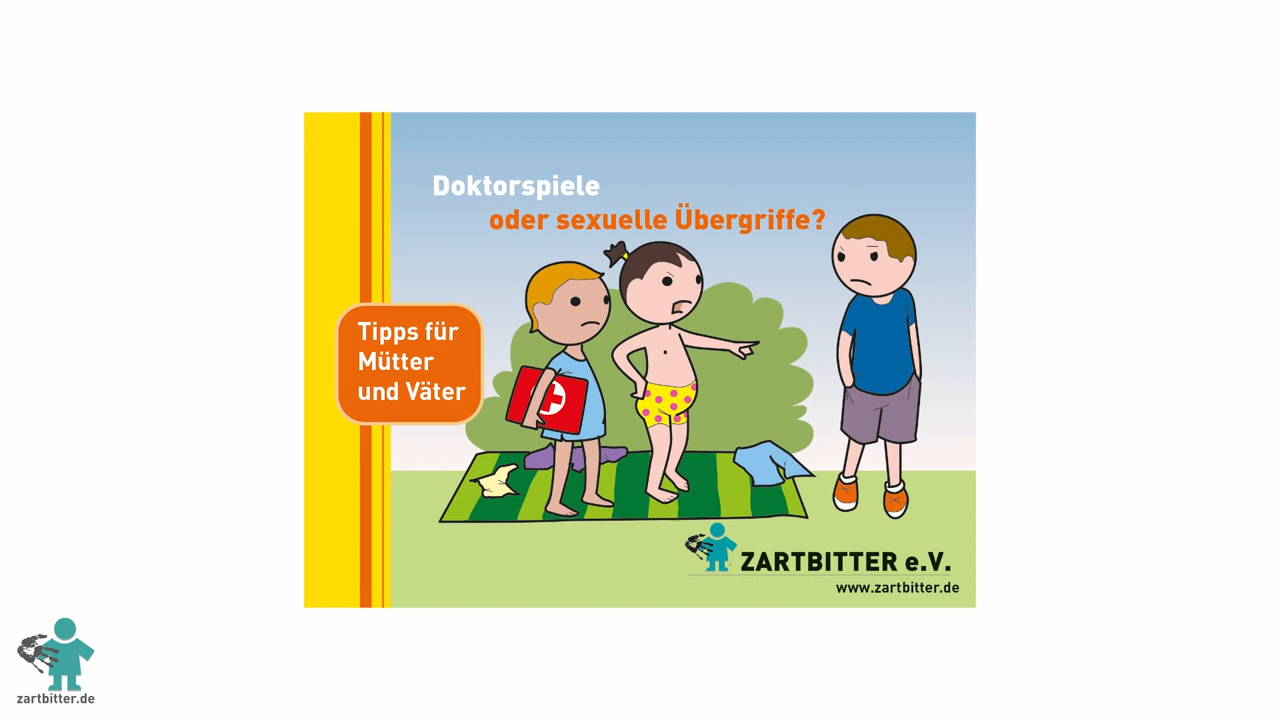 Doktorspiele
oder sexuelle Übergriffe?
Tipps für
Mütter
und Väter
ZARTBITTER e.V.
www.zartbitter.de
zartbitter.de